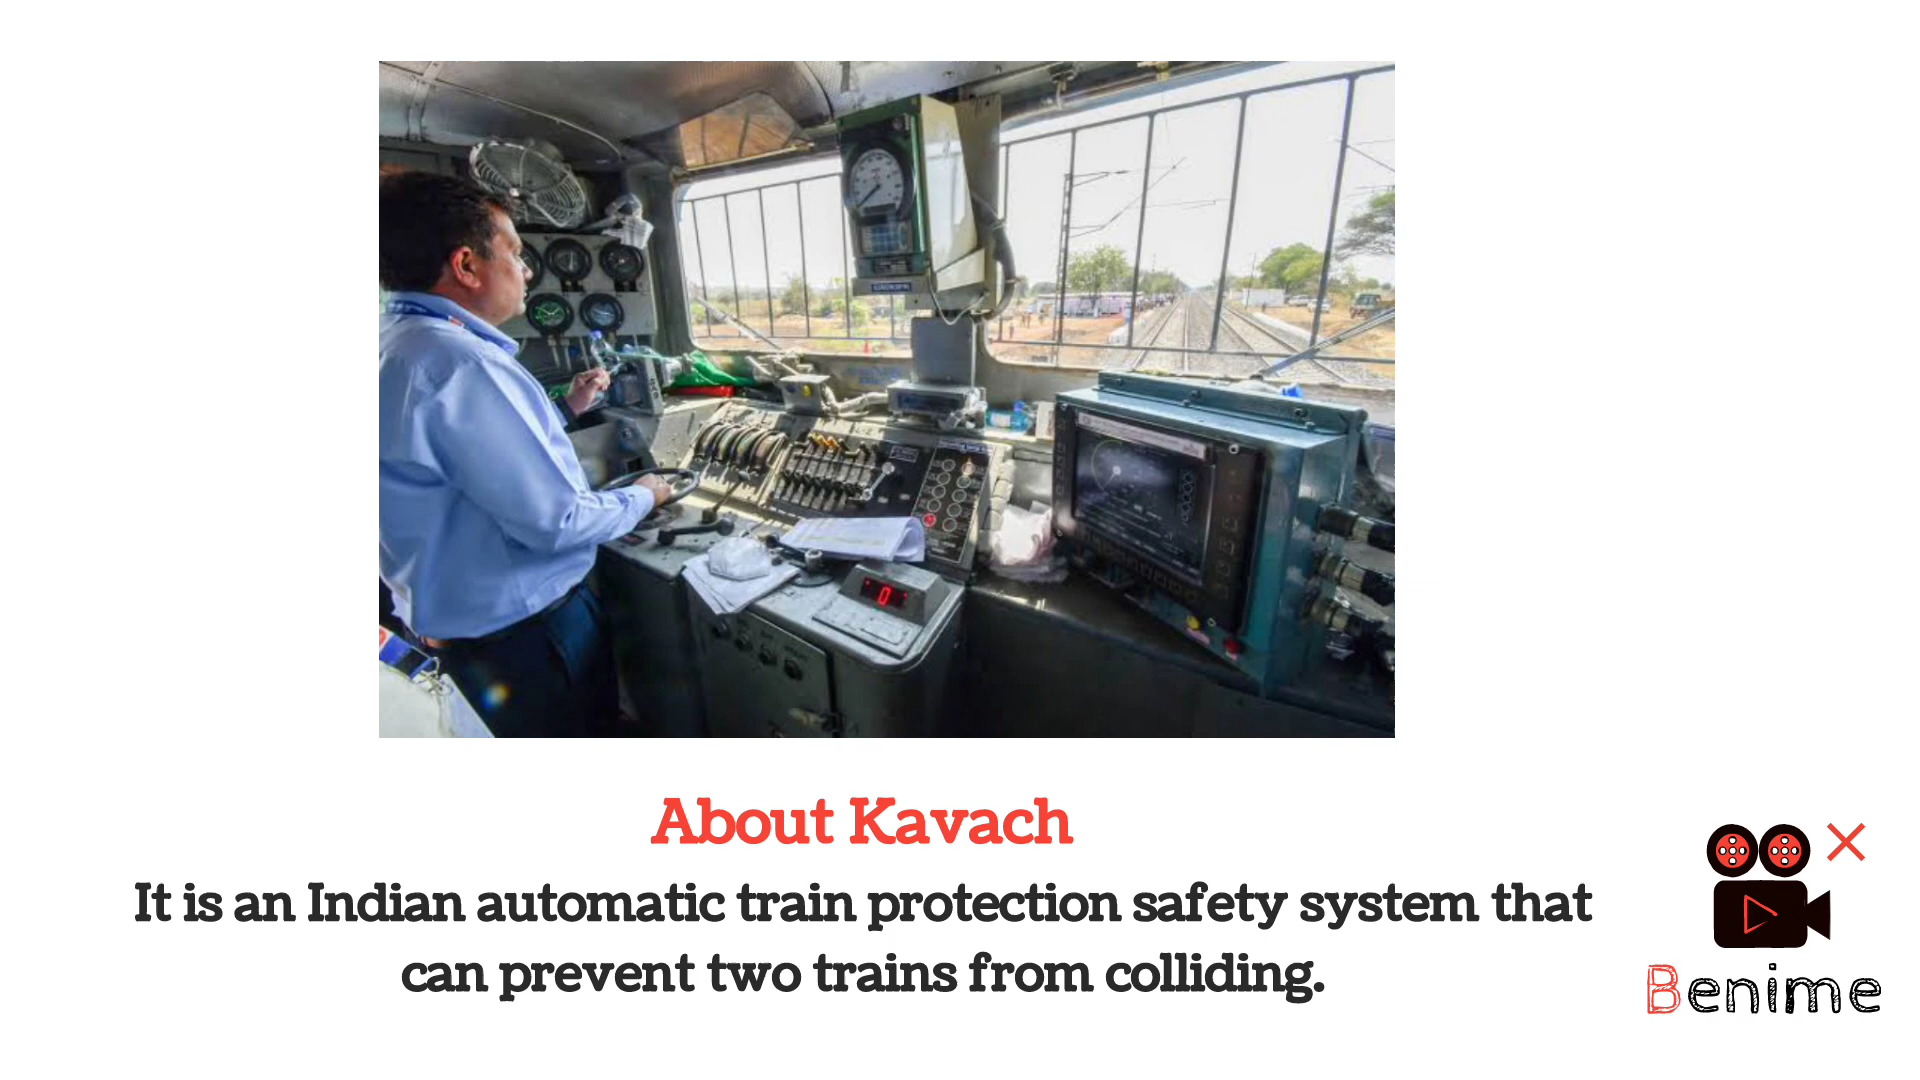 0
About Kavach
It is an Indian automatic train protection safety system that
can prevent two trains from colliding.
Benime